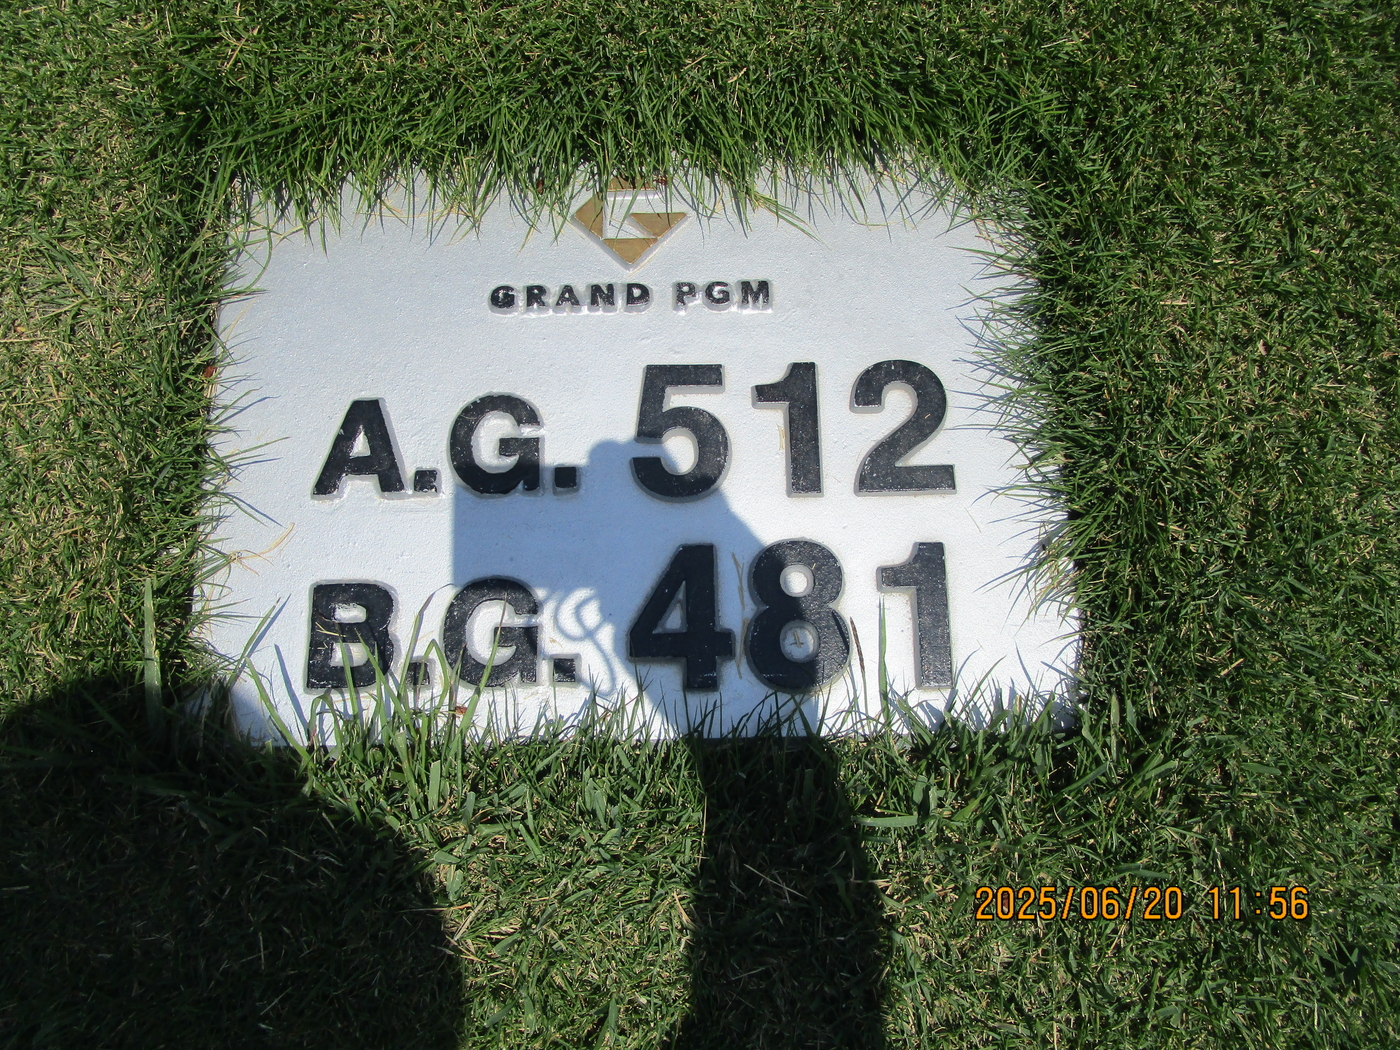 GRAND PGM
A.G. 512
B.G. 481
2025/06/20 11:56